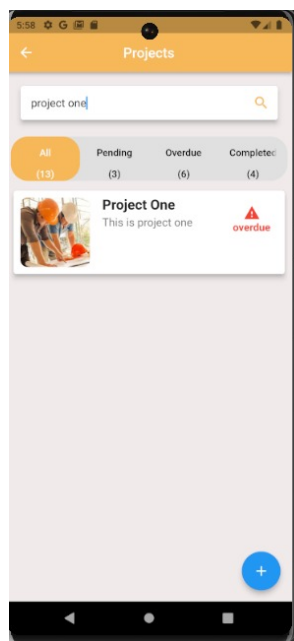 5:58
Projects
project one
All Pending Overdue Completed
(13) (3) (6) (4)
Project One
This is project one
overdue
+